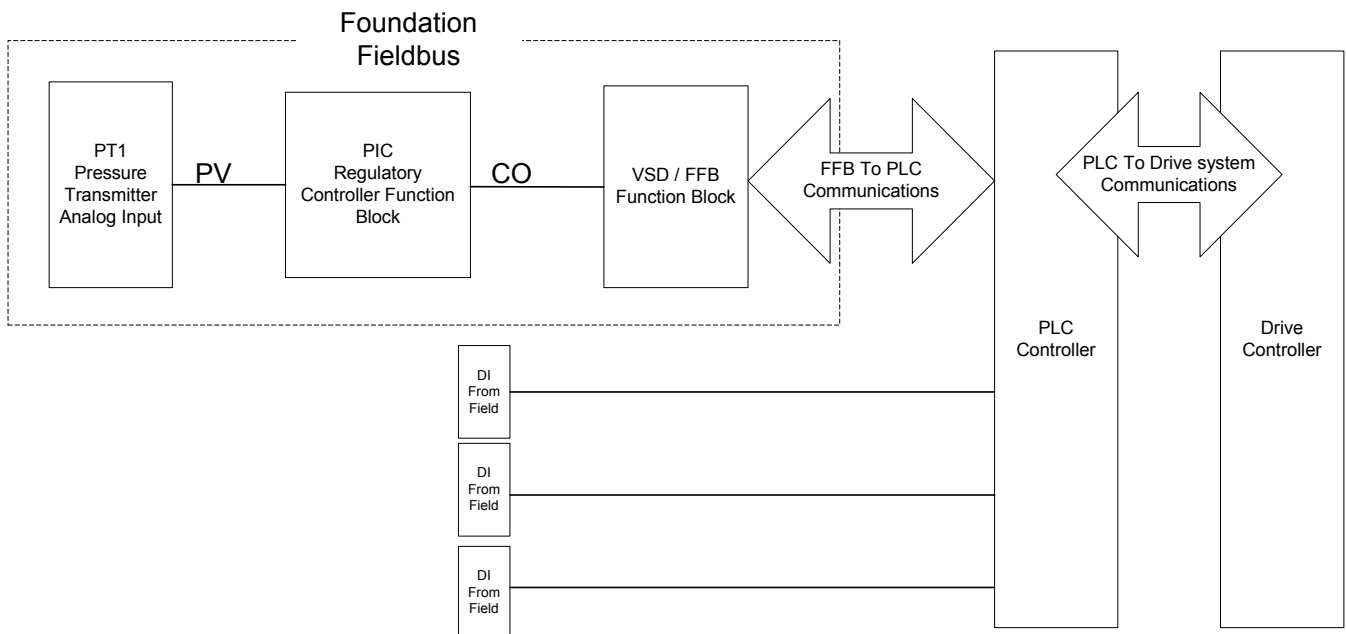 Foundation
Fieldbus
PT1
Pressure
Transmitter
Analog Input
PV
PIC
Regulatory
Controller Function
Block
CO
VSD / FFB
Function Block
FFB To PLC
Communications
PLC To Drive system
Communications
PLC
Controller
Drive
Controller
DI
From
Field
DI
From
Field
DI
From
Field